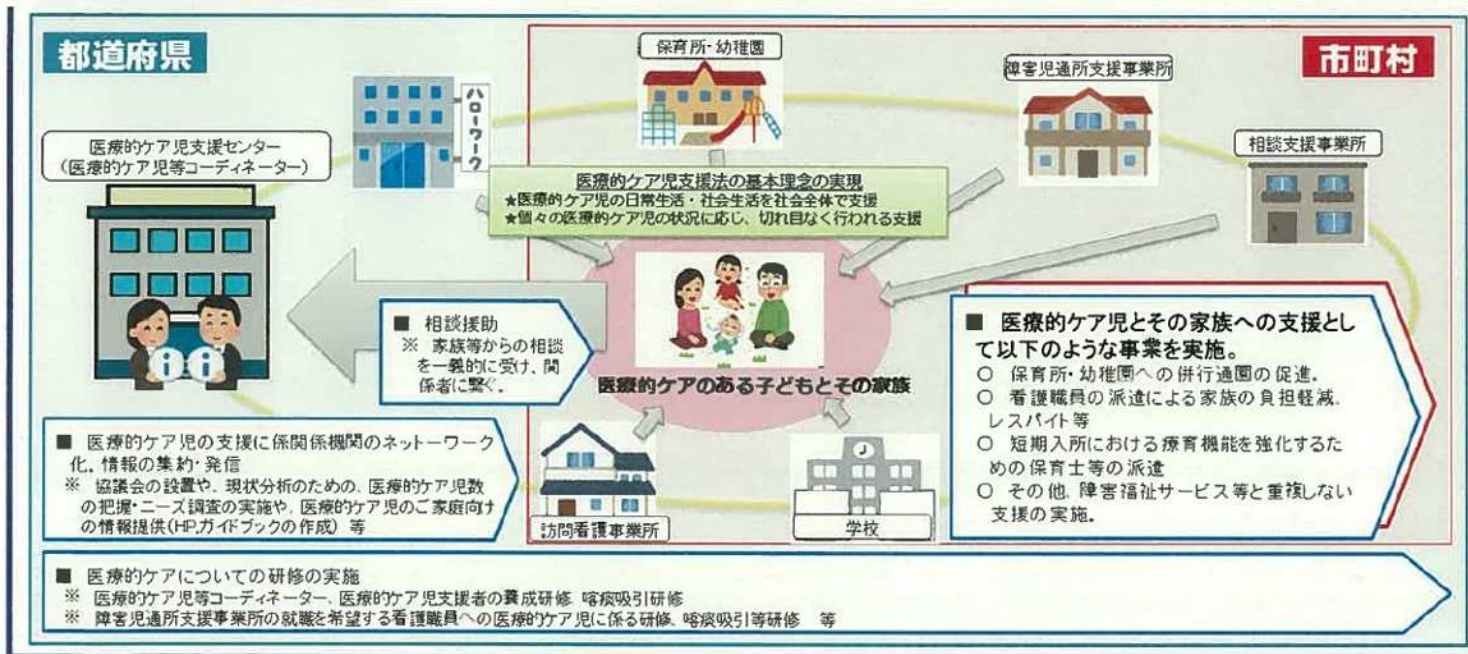 都道府県
市町村
保育所・幼稚園
障害児通所支援事業所
ハローワーク
相談支援事業所
医療的ケア児支援センター
(医療的ケア児等コーディネーター)
医療的ケア児支援法の基本理念の実現
★医療的ケア児の日常生活・社会生活を社会全体で支援
★個々の医療的ケア児の状況に応じ、切れ目なく行われる支援
■ 相談援助
※ 家族等からの相談
を一義的に受け、関
係者に繋ぐ。
医療的ケアのある子どもとその家族
■ 医療的ケア児とその家族への支援とし
て以下のような事業を実施。
○ 保育所・幼稚園への併行通園の促進、
○ 看護職員の派遣による家族の負担軽減、
レスパイト等
○ 短期入所における療育機能を強化するた
めの保育士等の派遣
○ その他、障害福祉サービス等と重複しない
支援の実施。
■ 医療的ケア児の支援に係関係機関のネットーワーク
化、情報の集約・発信
※ 協議会の設置や、現状分析のための、医療的ケア児数
の把握・ニーズ調査の実施や、医療的ケア児のご家庭向け
の情報提供(HP,ガイドブックの作成) 等
訪問看護事業所
学校
■ 医療的ケアについての研修の実施
※ 医療的ケア児等コーディネーター、医療的ケア児支援者の養成研修 喀痰吸引研修
※ 障害児通所支援事業所の就職を希望する看護職員への医療的ケア児に係る研修、喀痰吸引等研修 等